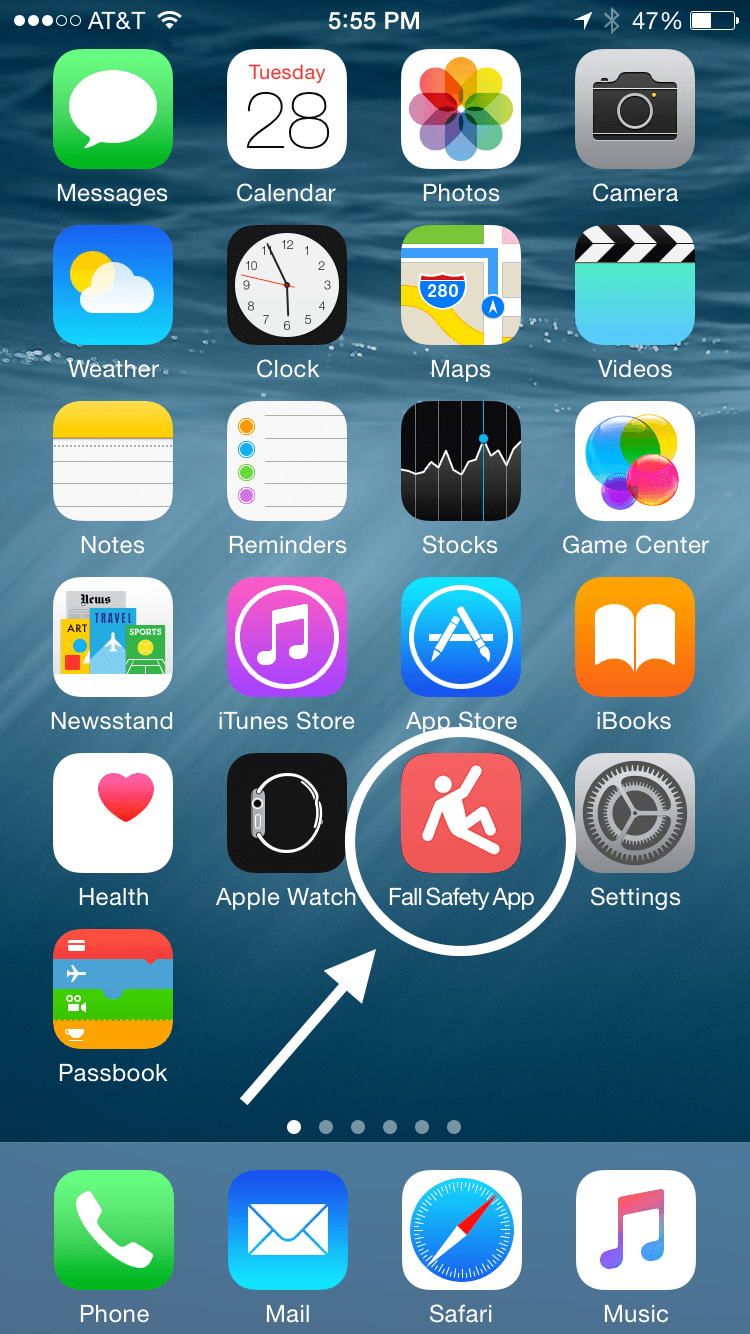 AT&T 5:55 PM 47%
Tuesday
28
Messages Calendar Photos Camera
12
11 1
10 2
9 3
8 4
7 5
6
280
Weather Clock Maps Videos
Notes Reminders Stocks Game Center
News
TRAVEL
ART SPORTS
Newsstand iTunes Store App Store iBooks
Health Apple Watch Fall Safety App Settings
Passbook
Phone Mail Safari Music